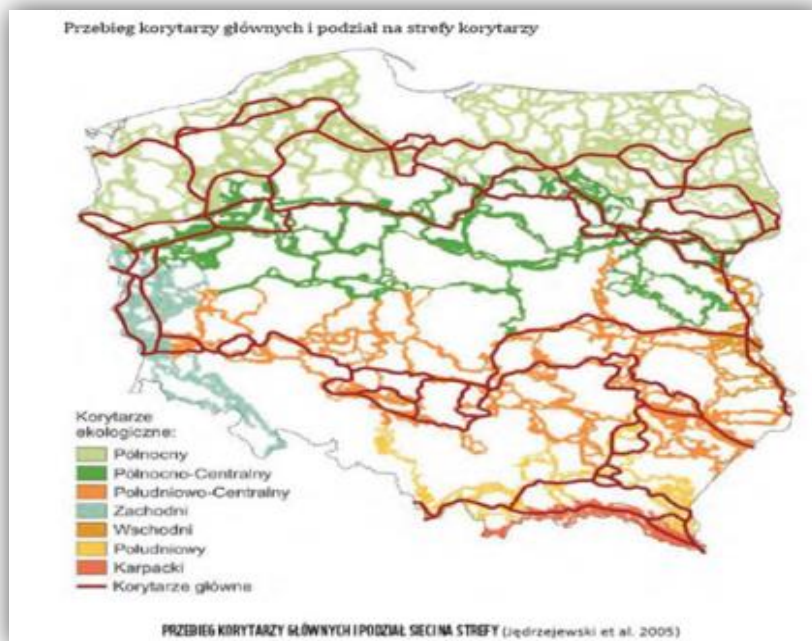 Przebieg korytarzy głównych i podział na strefy korytarzy
Korytarze
ekologiczne:
Północny
Północno-Centralny
Południowo-Centralny
Zachodni
Wschodni
Południowy
Karpacki
Korytarze główne
PRZEBIEG KORYTARZY GŁÓWNYCH I PODZIAŁ SIECI NA STREFY (Jędrzejewski et al. 2005)